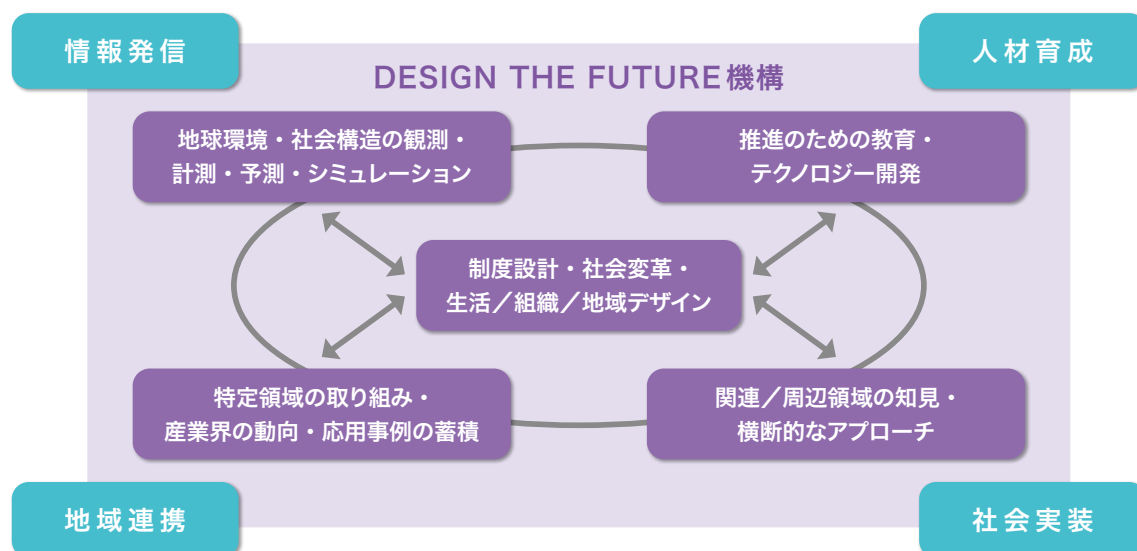 情報発信
人材育成
DESIGN THE FUTURE機構
地球環境・社会構造の観測・
計測・予測・シミュレーション
推進のための教育・
テクノロジー開発
制度設計・社会変革・
生活／組織／地域デザイン
特定領域の取り組み・
産業界の動向・応用事例の蓄積
関連／周辺領域の知見・
横断的なアプローチ
地域連携
社会実装